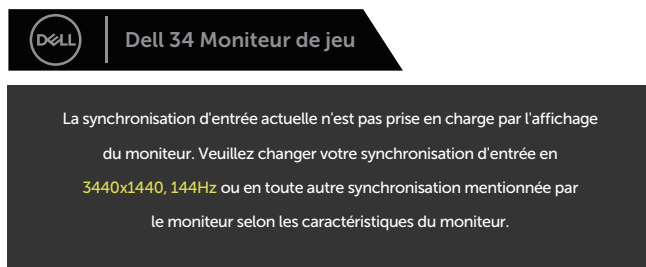 DELL
Dell 34 Moniteur de jeu
La synchronisation d'entrée actuelle n'est pas prise en charge par l'affichage
du moniteur. Veuillez changer votre synchronisation d'entrée en
3440x1440, 144Hz ou en toute autre synchronisation mentionnée par
le moniteur selon les caractéristiques du moniteur.